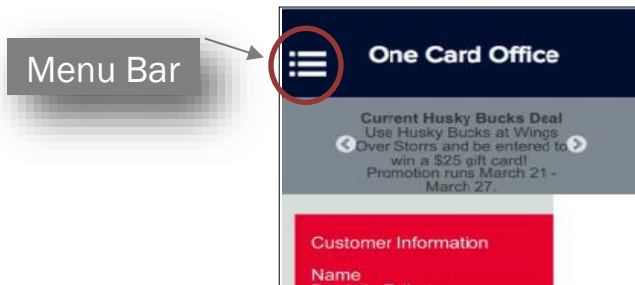 Menu Bar
One Card Office
Current Husky Bucks Deal
Use Husky Bucks at Wings
Over Storrs and be entered to
win a $25 gift card!
Promotion runs March 21 -
March 27.
Customer Information
Name